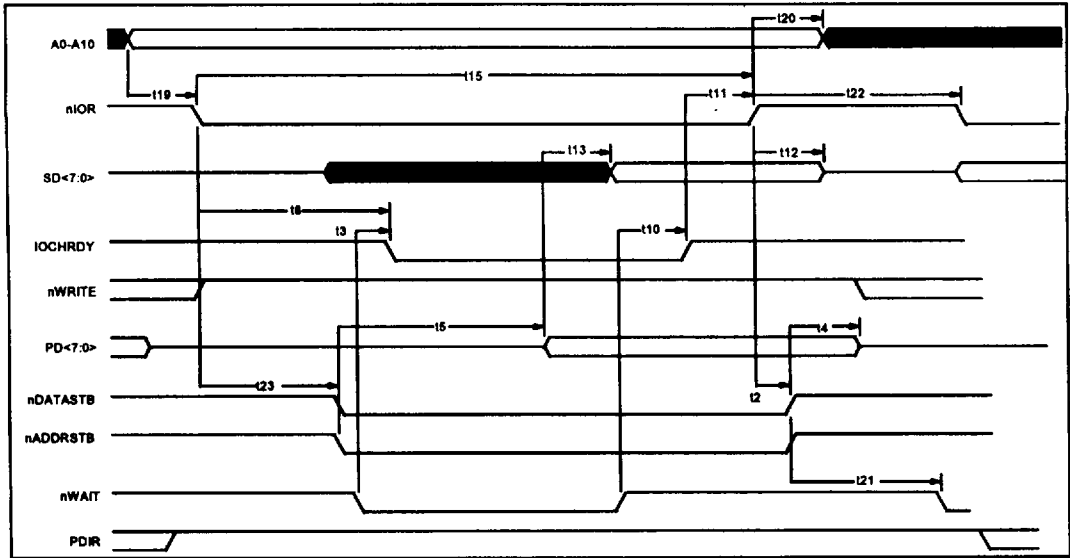 t20
A0-A10
t15
t19
t11
t22
nIOR
t13
t12
SD<7:0>
t8
t3
t10
IOCHRDY
nWRITE
t5
t4
PD<7:0>
t23
t2
nDATASTB
nADDRSTB
t21
nWAIT
PDIR